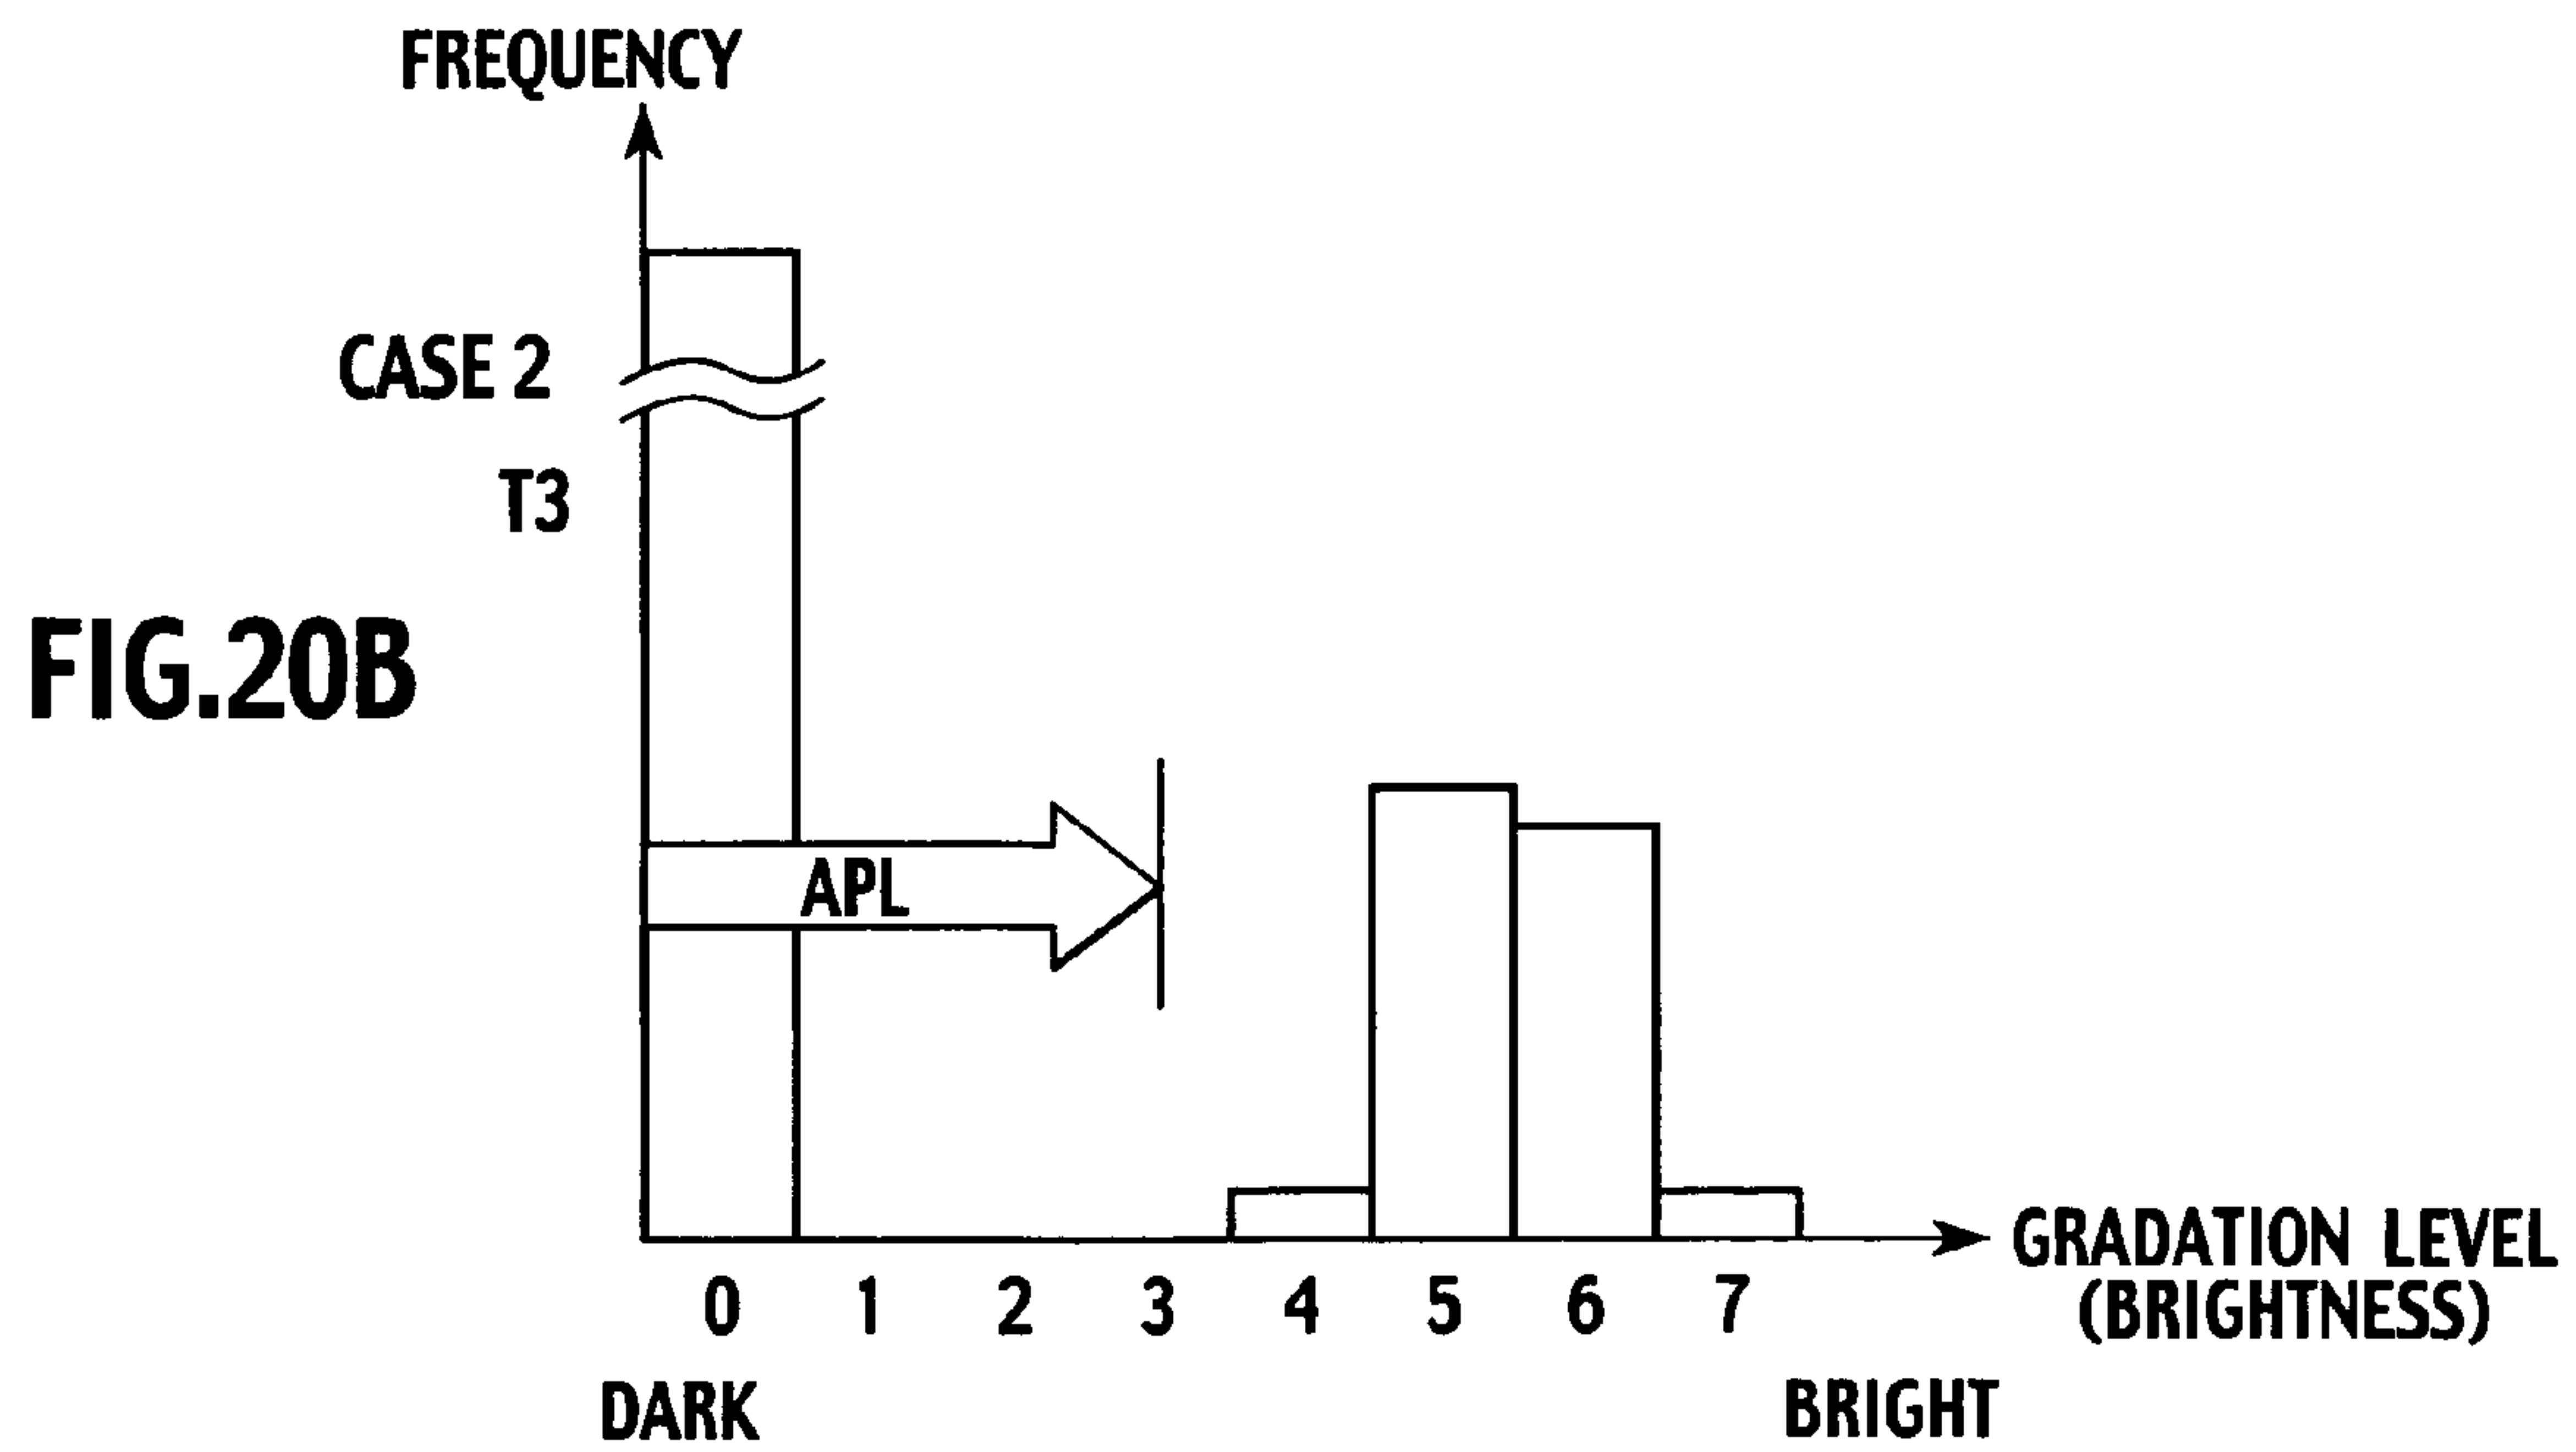 FREQUENCY
CASE 2
T3
FIG.20B
APL
GRADATION LEVEL
(BRIGHTNESS)
0 1 2 3 4 5 6 7
DARK
BRIGHT